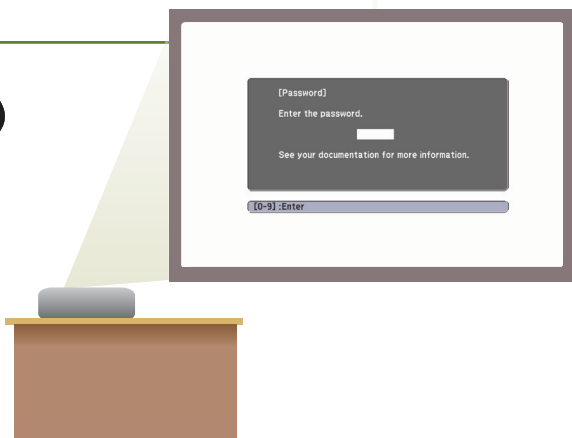 [Password]
Enter the password.
See your documentation for more information.
[0-9] :Enter